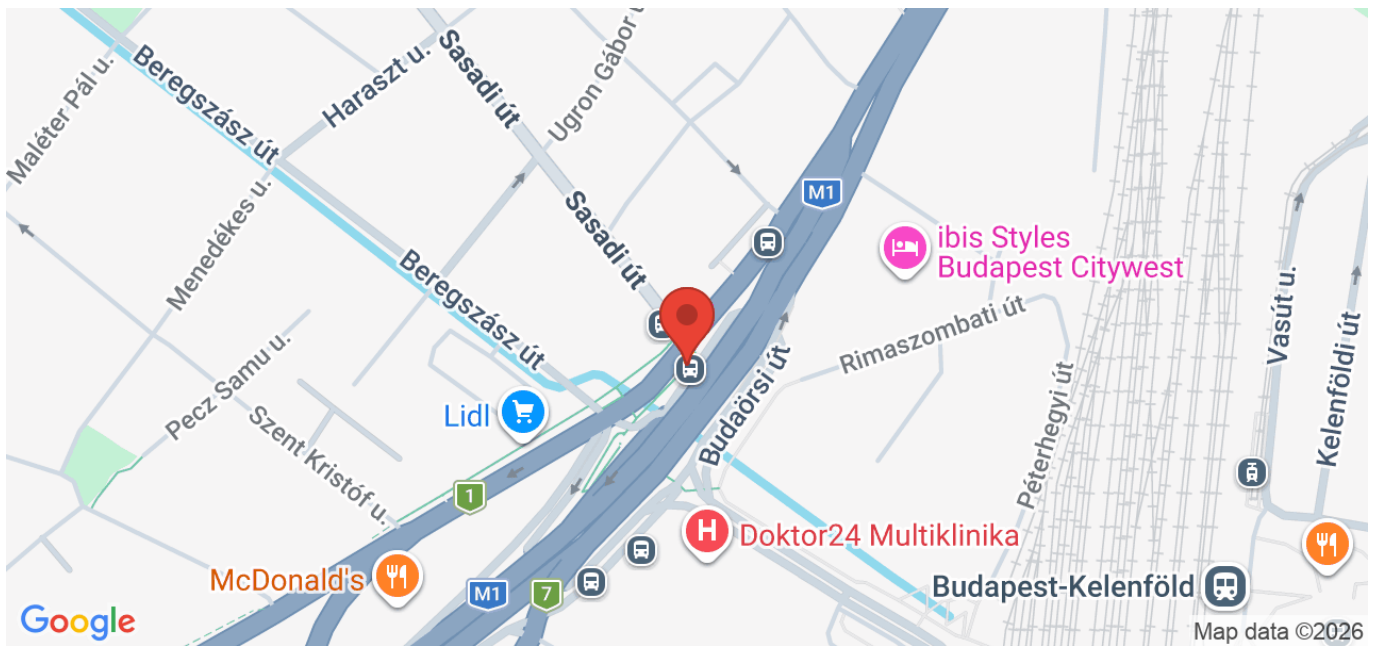 Maléter Pál u.
Beregszász út
Haraszt u.
Sasadi út
Ugron Gábor u.
Menedékes u.
Sasadi út
M1
ibis Styles
Budapest Citywest
Beregszász út
Rimaszombati út
Vasút u.
Kelenföldi út
Pecz Samu u.
Lidl
Budaörsi út
Péterhegyi út
Szent Kristóf u.
1
H
Doktor24 Multiklinika
McDonald's
M1
7
Budapest-Kelenföld
Google
Map data ©2026